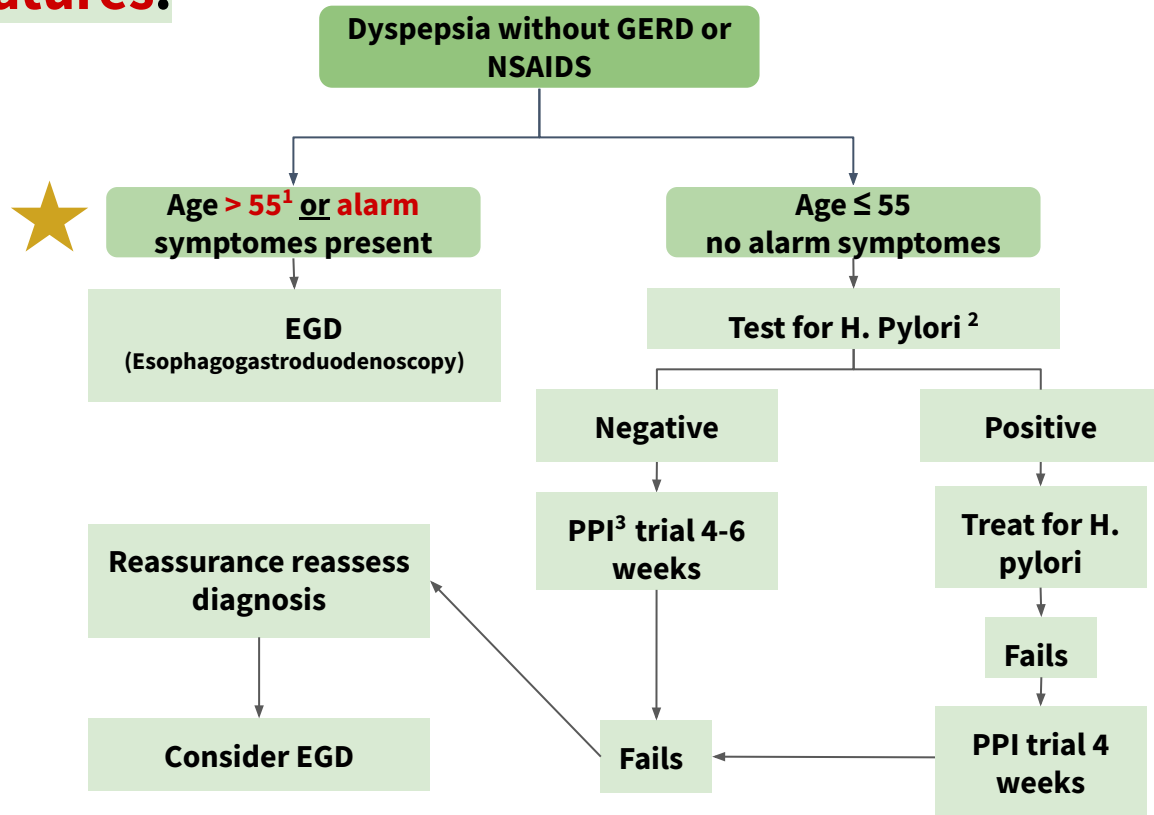 Dyspepsia without GERD or
NSAIDS
Age > 55¹ or alarm
symptomes present
Age ≤ 55
no alarm symptomes
EGD
(Esophagogastroduodenoscopy)
Test for H. Pylori ²
Negative
Positive
PPI³ trial 4-6
weeks
Treat for H.
pylori
Reassurance reassess
diagnosis
Fails
Consider EGD
Fails
PPI trial 4
weeks